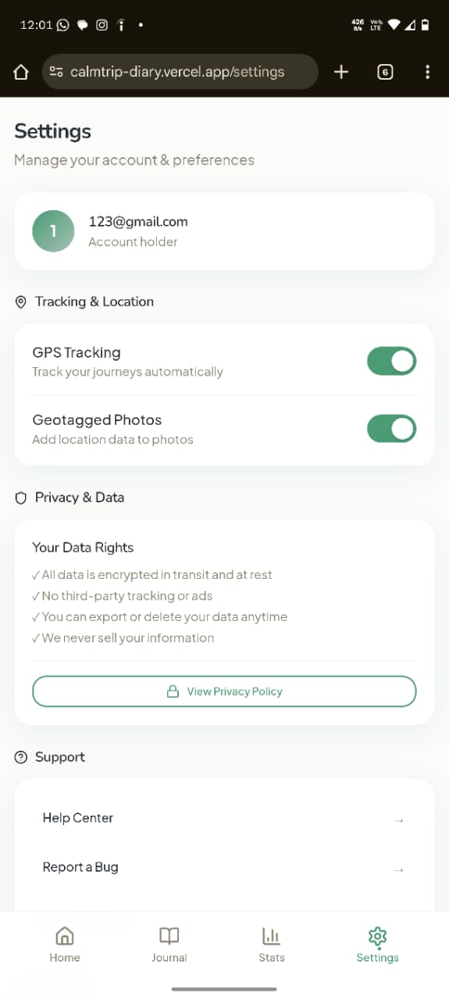 12:01
426 B/s
Vo)) LTE
calmtrip-diary.vercel.app/settings
6
Settings
Manage your account & preferences
1
123@gmail.com
Account holder
Tracking & Location
GPS Tracking
Track your journeys automatically
Geotagged Photos
Add location data to photos
Privacy & Data
Your Data Rights
✓ All data is encrypted in transit and at rest
✓ No third-party tracking or ads
✓ You can export or delete your data anytime
✓ We never sell your information
View Privacy Policy
Support
Help Center →
Report a Bug →
Home Journal Stats Settings